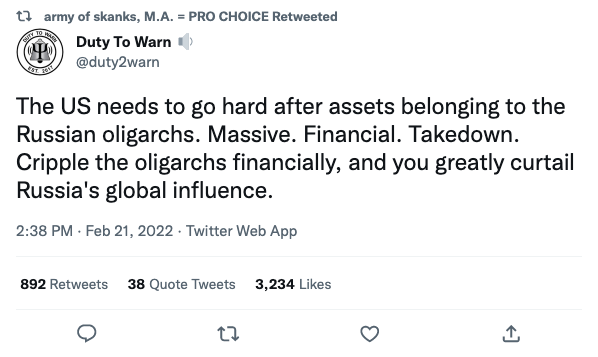 army of skanks, M.A. = PRO CHOICE Retweeted
DUTY TO WARN
EST. 2017
Duty To Warn 🔊
@duty2warn
The US needs to go hard after assets belonging to the
Russian oligarchs. Massive. Financial. Takedown.
Cripple the oligarchs financially, and you greatly curtail
Russia's global influence.
2:38 PM · Feb 21, 2022 · Twitter Web App
892 Retweets 38 Quote Tweets 3,234 Likes